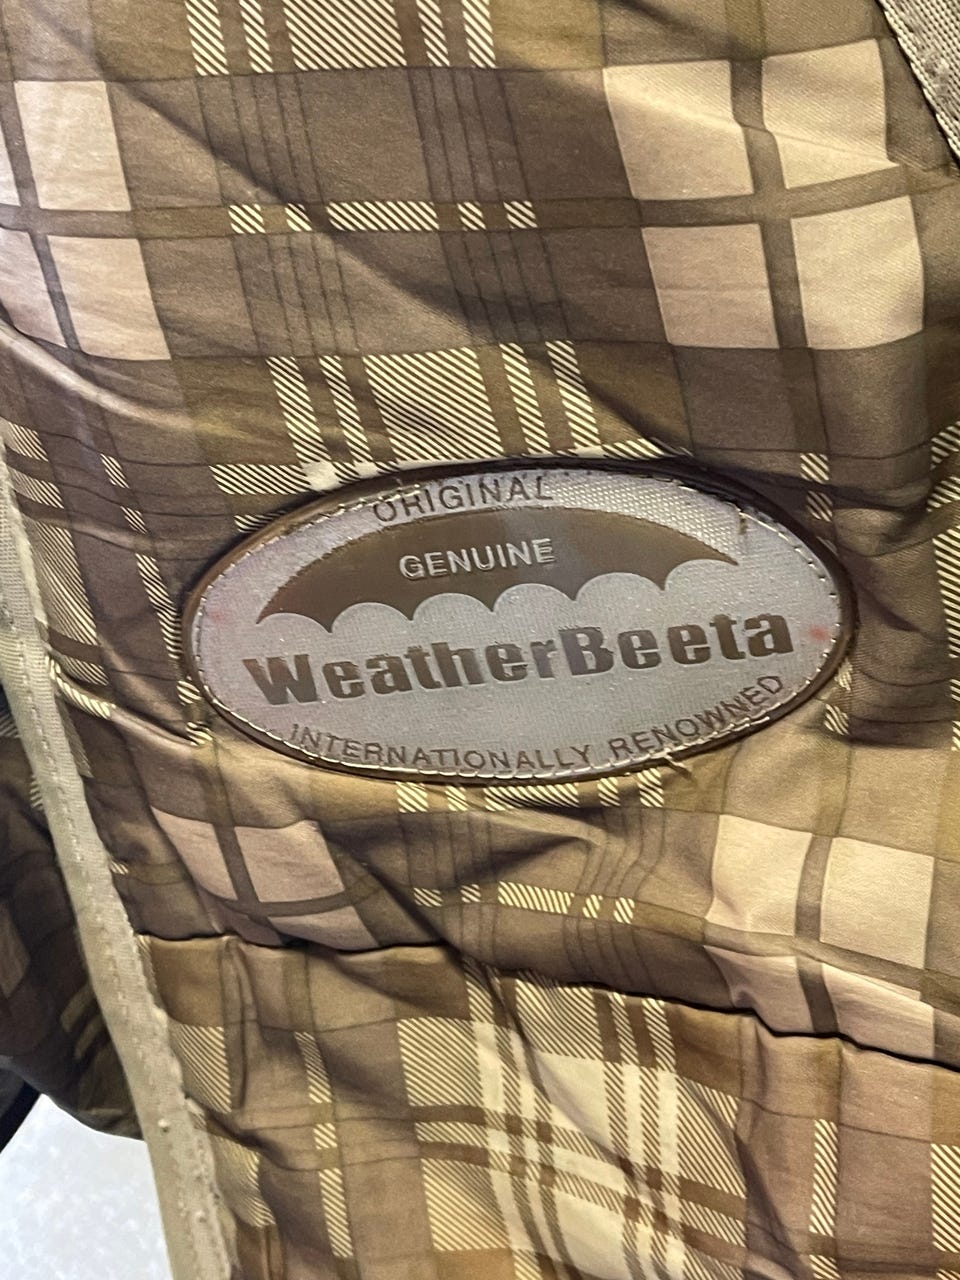 ORIGINAL
GENUINE
WeatherBeeta
INTERNATIONALLY RENOWNED